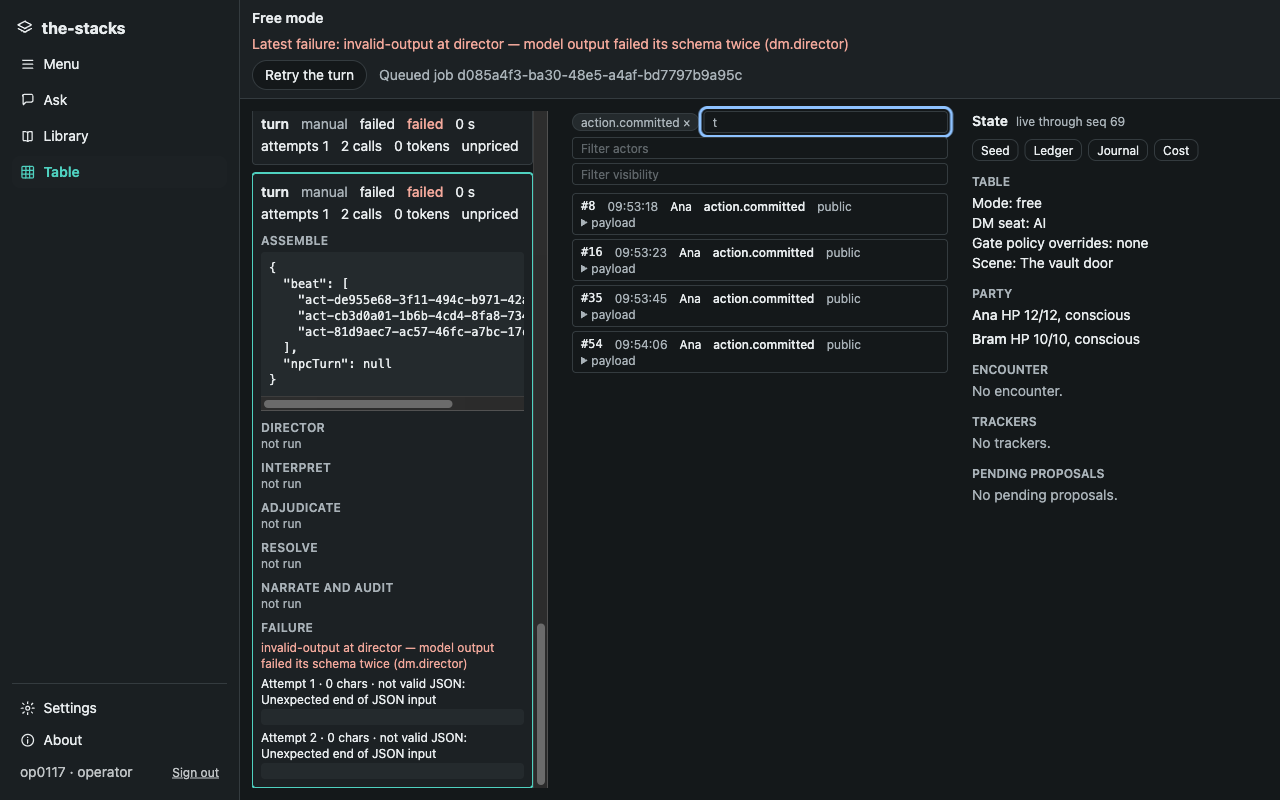 the-stacks
Menu
Ask
Library
Table
Settings
About
op0117 · operator
Sign out
Free mode
Latest failure: invalid-output at director — model output failed its schema twice (dm.director)
Retry the turn
Queued job d085a4f3-ba30-48e5-a4af-bd7797b9a95c
turn manual failed failed 0 s
attempts 1 2 calls 0 tokens unpriced
turn manual failed failed 0 s
attempts 1 2 calls 0 tokens unpriced
ASSEMBLE
{
"beat": [
"act-de955e68-3f11-494c-b971-42a
"act-cb3d0a01-1b6b-4cd4-8fa8-734
"act-81d9aec7-ac57-46fc-a7bc-17
],
"npcTurn": null
}
DIRECTOR
not run
INTERPRET
not run
ADJUDICATE
not run
RESOLVE
not run
NARRATE AND AUDIT
not run
FAILURE
invalid-output at director — model output
failed its schema twice (dm.director)
Attempt 1 · 0 chars · not valid JSON:
Unexpected end of JSON input
Attempt 2 · 0 chars · not valid JSON:
Unexpected end of JSON input
action.committed ×
t
Filter actors
Filter visibility
#8 09:53:18 Ana action.committed public
payload
#16 09:53:23 Ana action.committed public
payload
#35 09:53:45 Ana action.committed public
payload
#54 09:54:06 Ana action.committed public
payload
State live through seq 69
Seed
Ledger
Journal
Cost
TABLE
Mode: free
DM seat: AI
Gate policy overrides: none
Scene: The vault door
PARTY
Ana HP 12/12, conscious
Bram HP 10/10, conscious
ENCOUNTER
No encounter.
TRACKERS
No trackers.
PENDING PROPOSALS
No pending proposals.